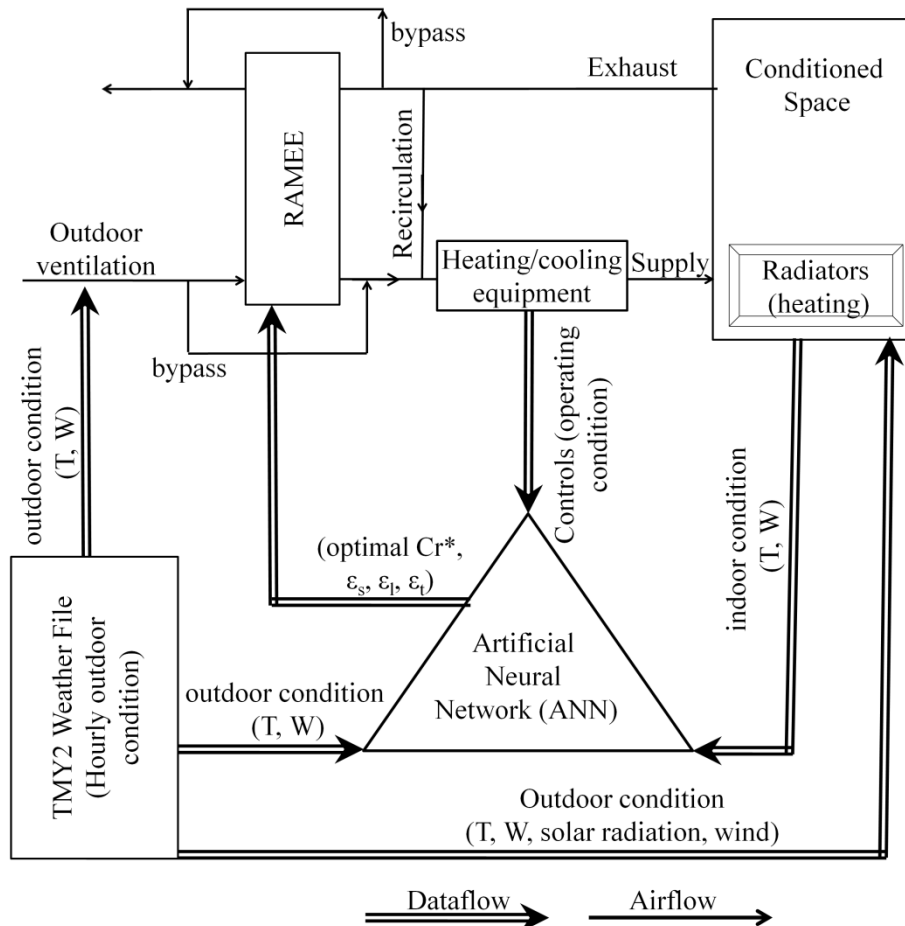 bypass
Exhaust
Conditioned
Space
RAMEE
Recirculation
Outdoor
ventilation
Heating/cooling
equipment
Supply
Radiators
(heating)
bypass
outdoor condition
(T, W)
Controls (operating
condition)
indoor condition
(T, W)
(optimal Cr*,
εs, εl, εt)
TMY2 Weather File
(Hourly outdoor
condition)
Artificial
Neural
Network (ANN)
outdoor condition
(T, W)
Outdoor condition
(T, W, solar radiation, wind)
Dataflow
Airflow